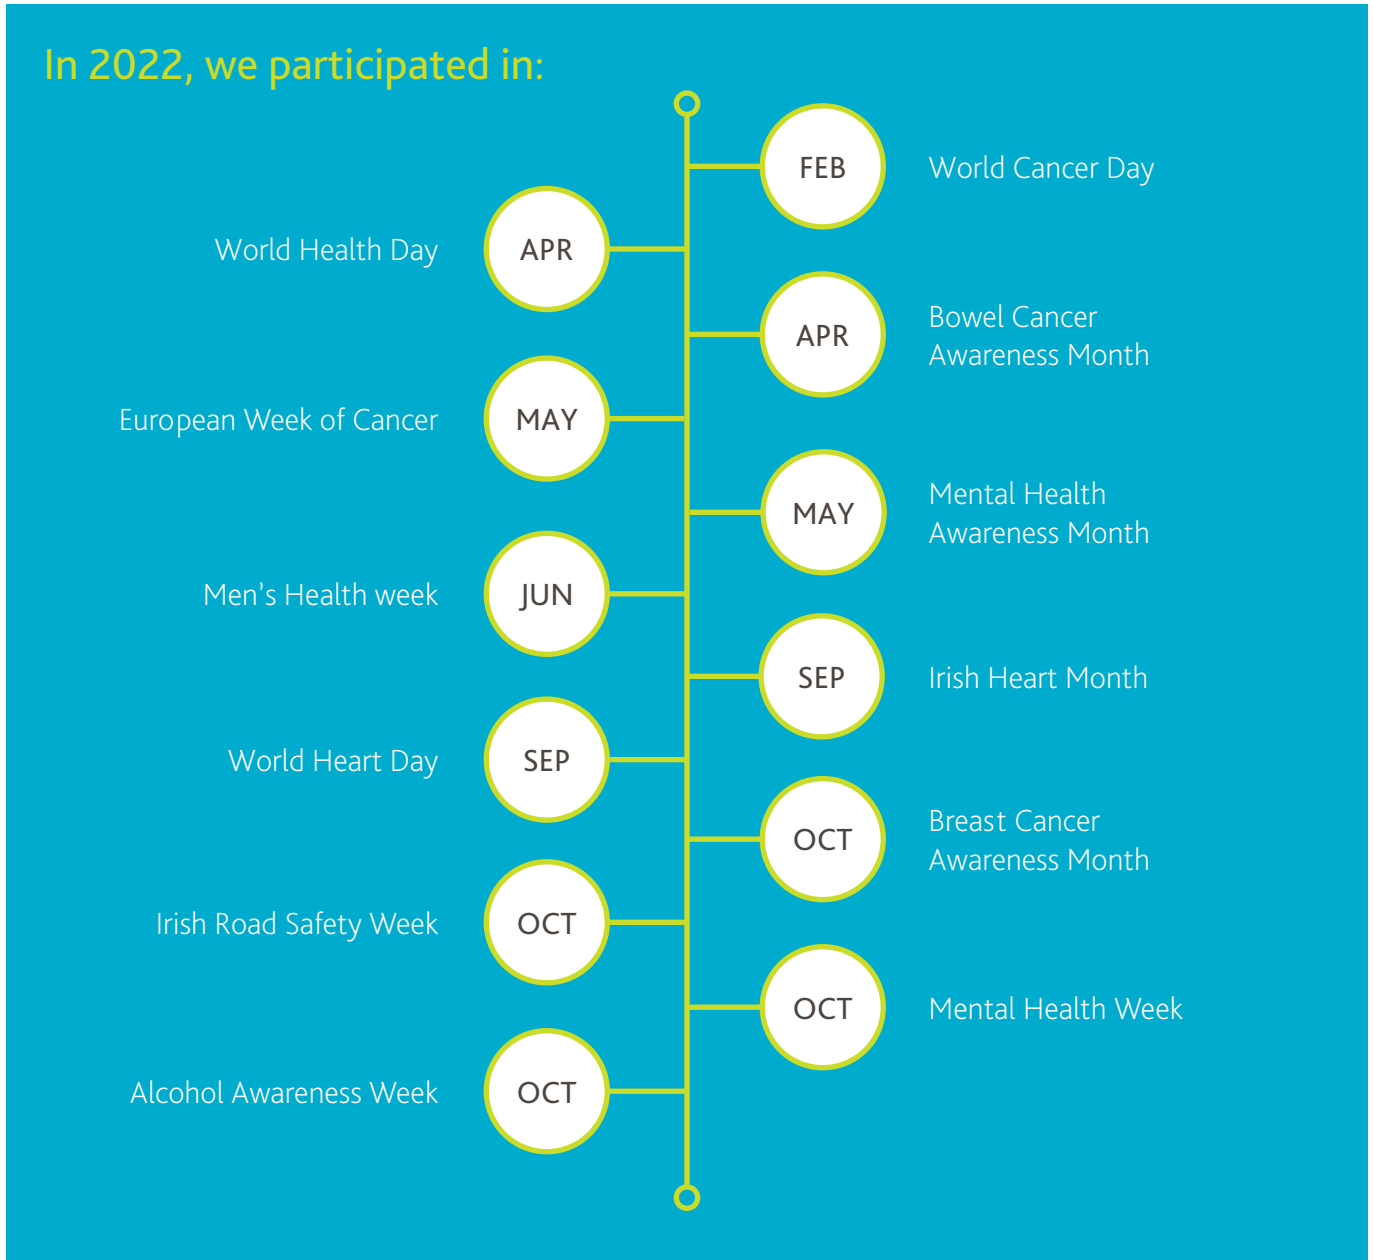 In 2022, we participated in:
FEB
World Cancer Day
World Health Day
APR
APR
Bowel Cancer
Awareness Month
European Week of Cancer
MAY
MAY
Mental Health
Awareness Month
Men’s Health week
JUN
SEP
Irish Heart Month
World Heart Day
SEP
OCT
Breast Cancer
Awareness Month
Irish Road Safety Week
OCT
OCT
Mental Health Week
Alcohol Awareness Week
OCT